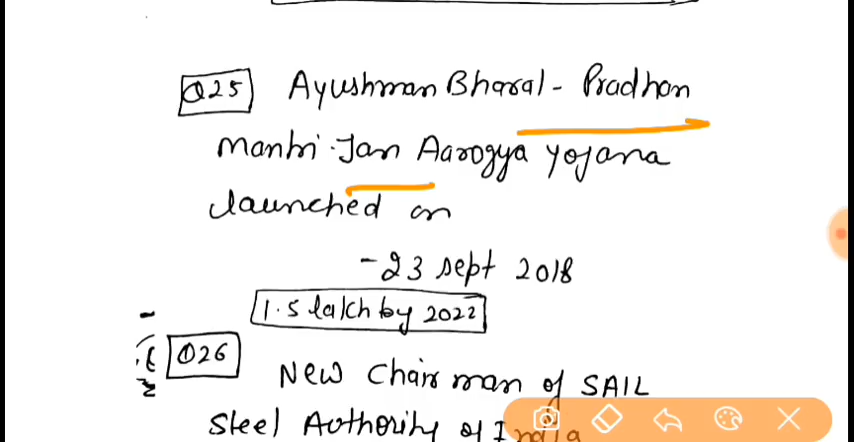 Q25 Ayushman Bharat - Pradhan
Mantri Jan Aarogya yojana
launched on
- 23 sept 2018
1.5 lakh by 2022
Q26 New Chairman of SAIL
Steel Authority of India